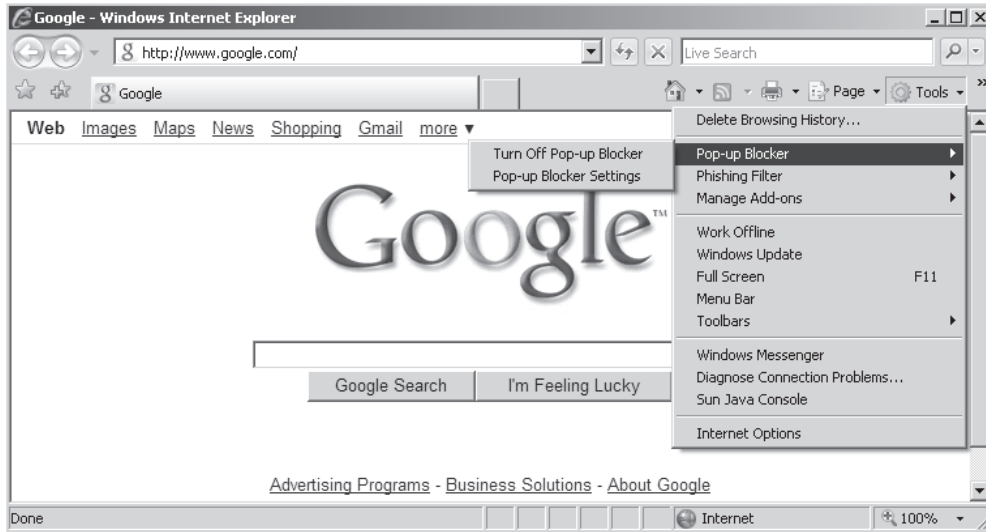 Google - Windows Internet Explorer
http://www.google.com/
Live Search
Google
Page
Tools
»
Web Images Maps News Shopping Gmail more ▼
Delete Browsing History...
Pop-up Blocker
Turn Off Pop-up Blocker
Pop-up Blocker Settings
Phishing Filter
Manage Add-ons
Work Offline
Windows Update
Full Screen F11
Menu Bar
Toolbars
Windows Messenger
Diagnose Connection Problems...
Sun Java Console
Internet Options
Google™
Google Search
I'm Feeling Lucky
Advertising Programs - Business Solutions - About Google
Done
Internet
100%